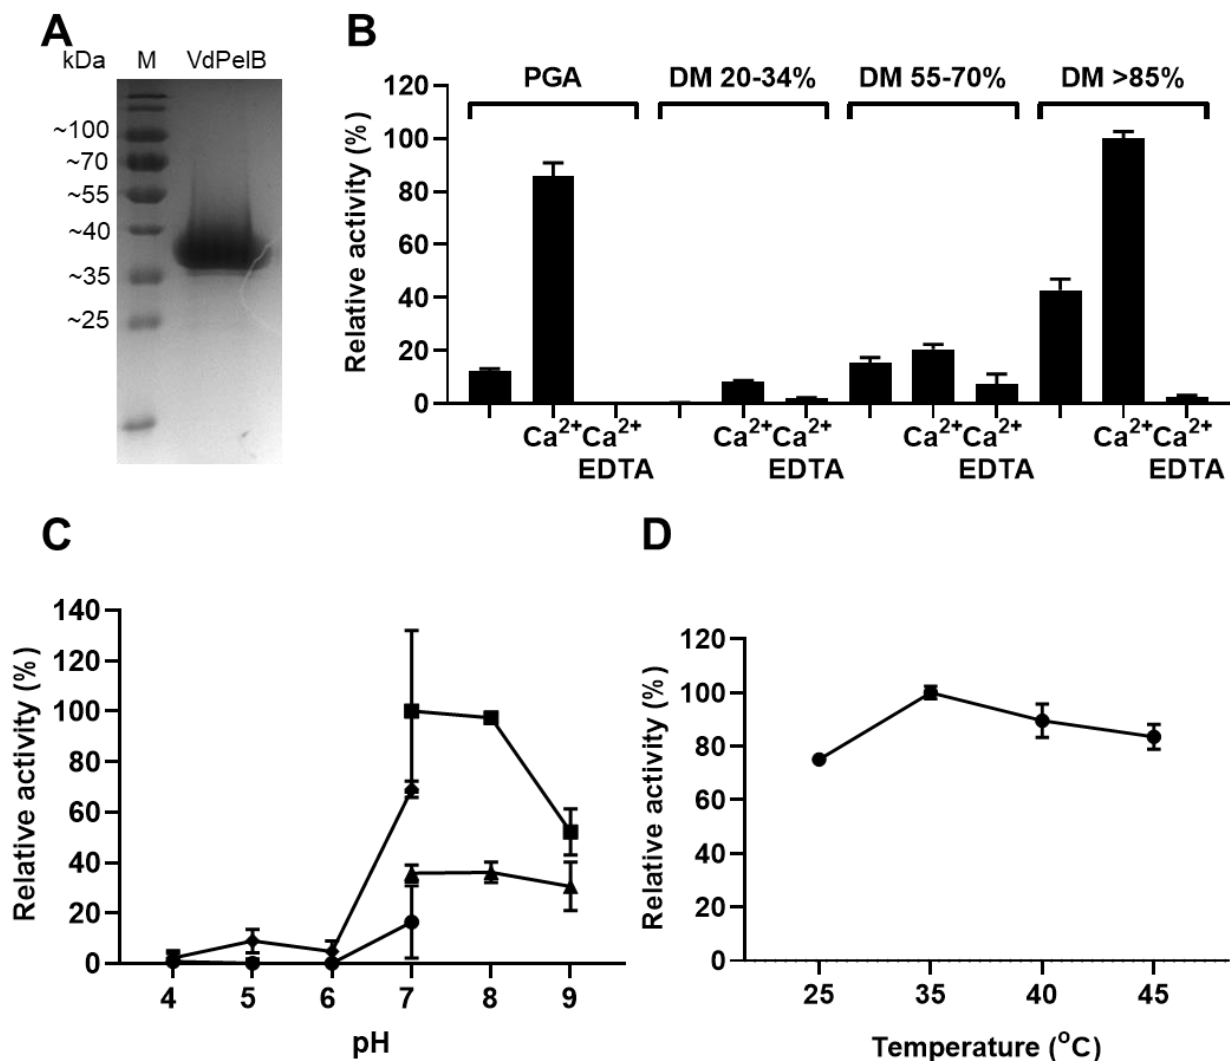 A
kDa M VdPelB
~100
~70
~55
~40
~35
~25
B
PGA DM 20-34% DM 55-70% DM >85%
Relative activity (%)
120
100
80
60
40
20
0
Ca²⁺ Ca²⁺ Ca²⁺ Ca²⁺ Ca²⁺ Ca²⁺ Ca²⁺ Ca²⁺
EDTA EDTA EDTA EDTA
C
Relative activity (%)
140
120
100
80
60
40
20
0
4 5 6 7 8 9
pH
D
Relative activity (%)
120
100
80
60
40
20
0
25 35 40 45
Temperature (°C)